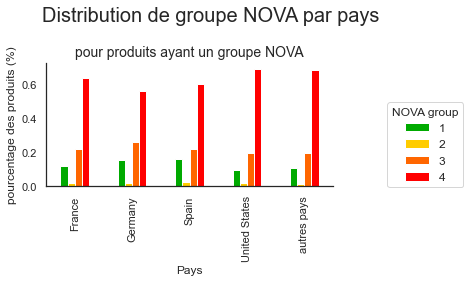 Distribution de groupe NOVA par pays
pour produits ayant un groupe NOVA
pourcentage des produits (%)
0.6
0.4
0.2
0.0
France
Germany
Spain
United States
autres pays
Pays
NOVA group
1
2
3
4